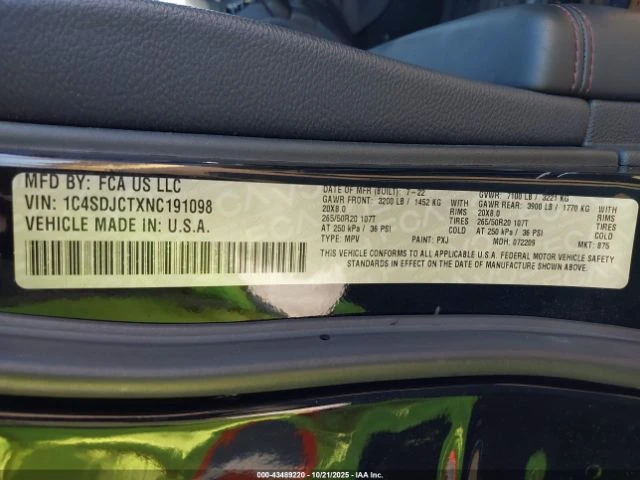 MFD BY: FCA US LLC
VIN: 1C4SDJCTXNC191098
VEHICLE MADE IN: U.S.A.
DATE OF MFR (BUILT): 7-22 GVWR: 7100 LB / 3221 KG
GAWR FRONT: 3200 LB / 1452 KG WITH GAWR REAR: 3900 LB / 1770 KG WITH
20X8.0 RIMS 20X8.0 RIMS
265/50R20 107T TIRES 265/50R20 107T TIRES
AT 250 kPa / 36 PSI COLD AT 250 kPa / 36 PSI COLD
TYPE: MPV PAINT: PXJ MDH: 072209 MKT: 875
THIS VEHICLE CONFORMS TO ALL APPLICABLE U.S.A. FEDERAL MOTOR VEHICLE SAFETY
STANDARDS IN EFFECT ON THE DATE OF MANUFACTURE SHOWN ABOVE.
000-43489220 - 10/21/2025 - COPYRIGHT IAA, LLC.